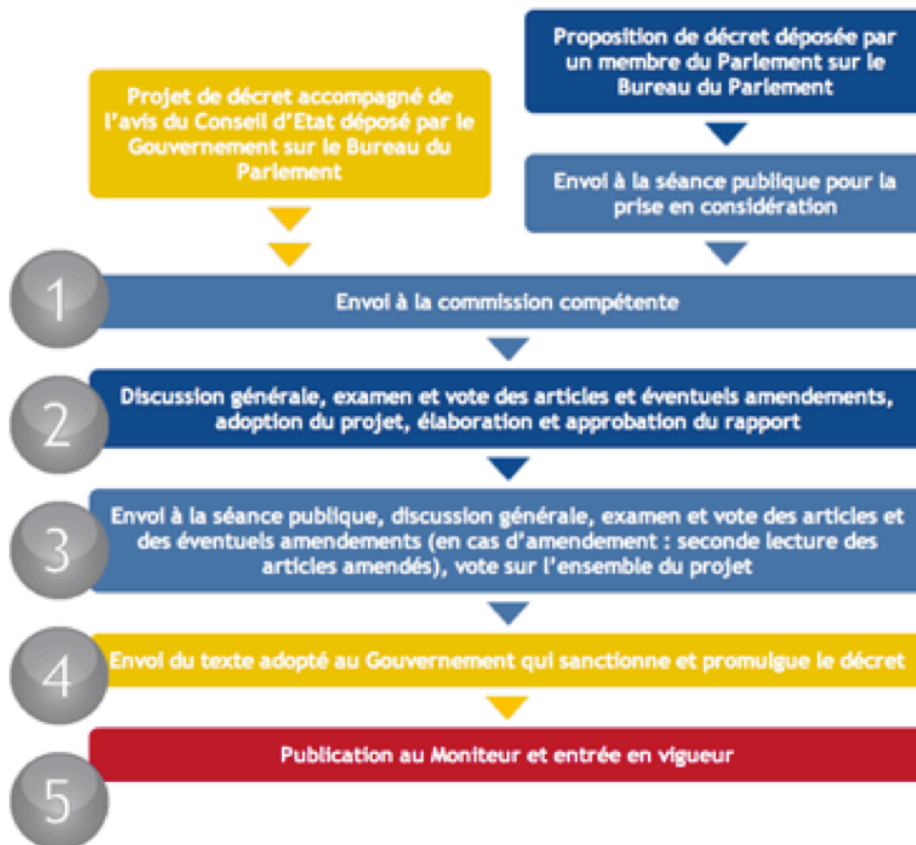 Proposition de décret déposée par
un membre du Parlement sur le
Bureau du Parlement
Projet de décret accompagné de
l'avis du Conseil d'Etat déposé par le
Gouvernement sur le Bureau du
Parlement
Envoi à la séance publique pour la
prise en considération
1
Envoi à la commission compétente
2
Discussion générale, examen et vote des articles et éventuels amendements,
adoption du projet, élaboration et approbation du rapport
3
Envoi à la séance publique, discussion générale, examen et vote des articles et
des éventuels amendements (en cas d'amendement : seconde lecture des
articles amendés), vote sur l'ensemble du projet
4
Envoi du texte adopté au Gouvernement qui sanctionne et promulgue le décret
5
Publication au Moniteur et entrée en vigueur